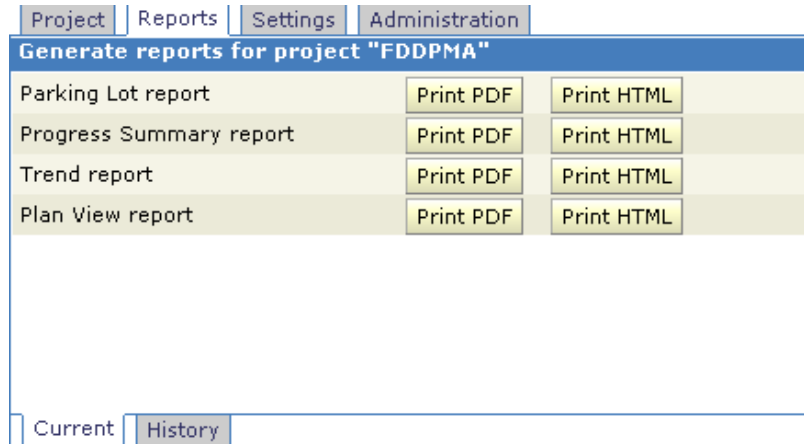 Project Reports Settings Administration
Generate reports for project "FDDPMA"
Parking Lot report Print PDF Print HTML
Progress Summary report Print PDF Print HTML
Trend report Print PDF Print HTML
Plan View report Print PDF Print HTML
Current History